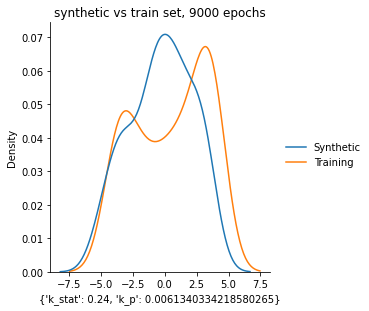 synthetic vs train set, 9000 epochs
0.07
0.06
0.05
0.04
0.03
0.02
0.01
0.00
Density
−7.5 −5.0 −2.5 0.0 2.5 5.0 7.5
{'k_stat': 0.24, 'k_p': 0.0061340334218580265}
Synthetic
Training